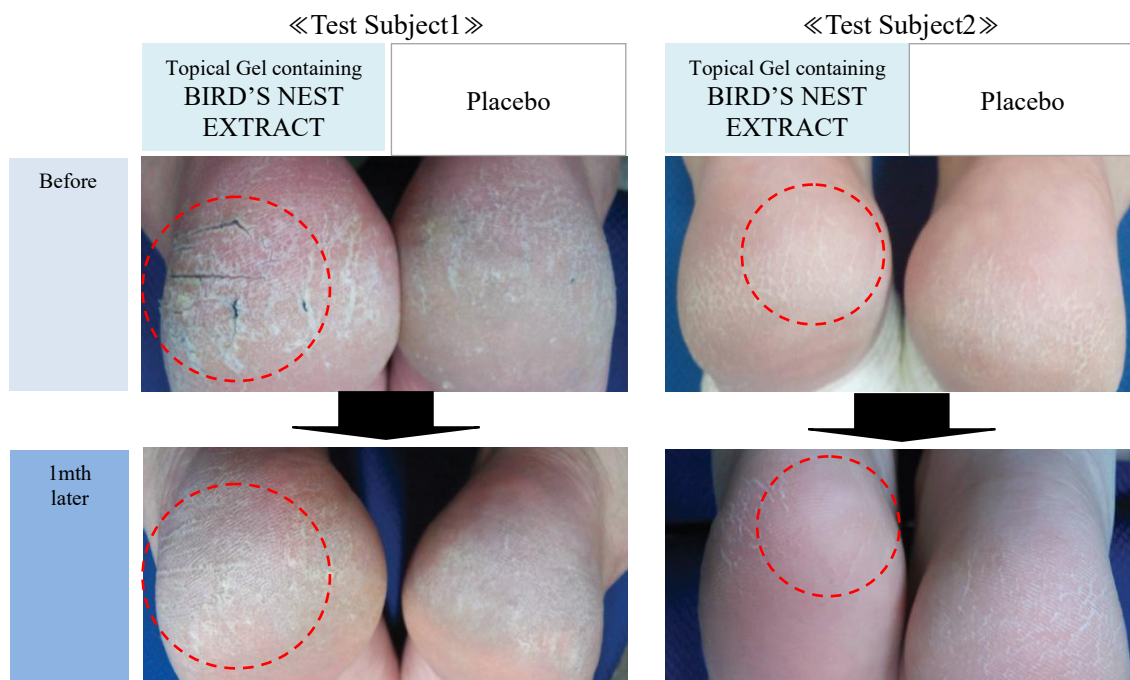 ≪Test Subject1≫
≪Test Subject2≫
Topical Gel containing
BIRD’S NEST
EXTRACT
Placebo
Topical Gel containing
BIRD’S NEST
EXTRACT
Placebo
Before
1mth
later